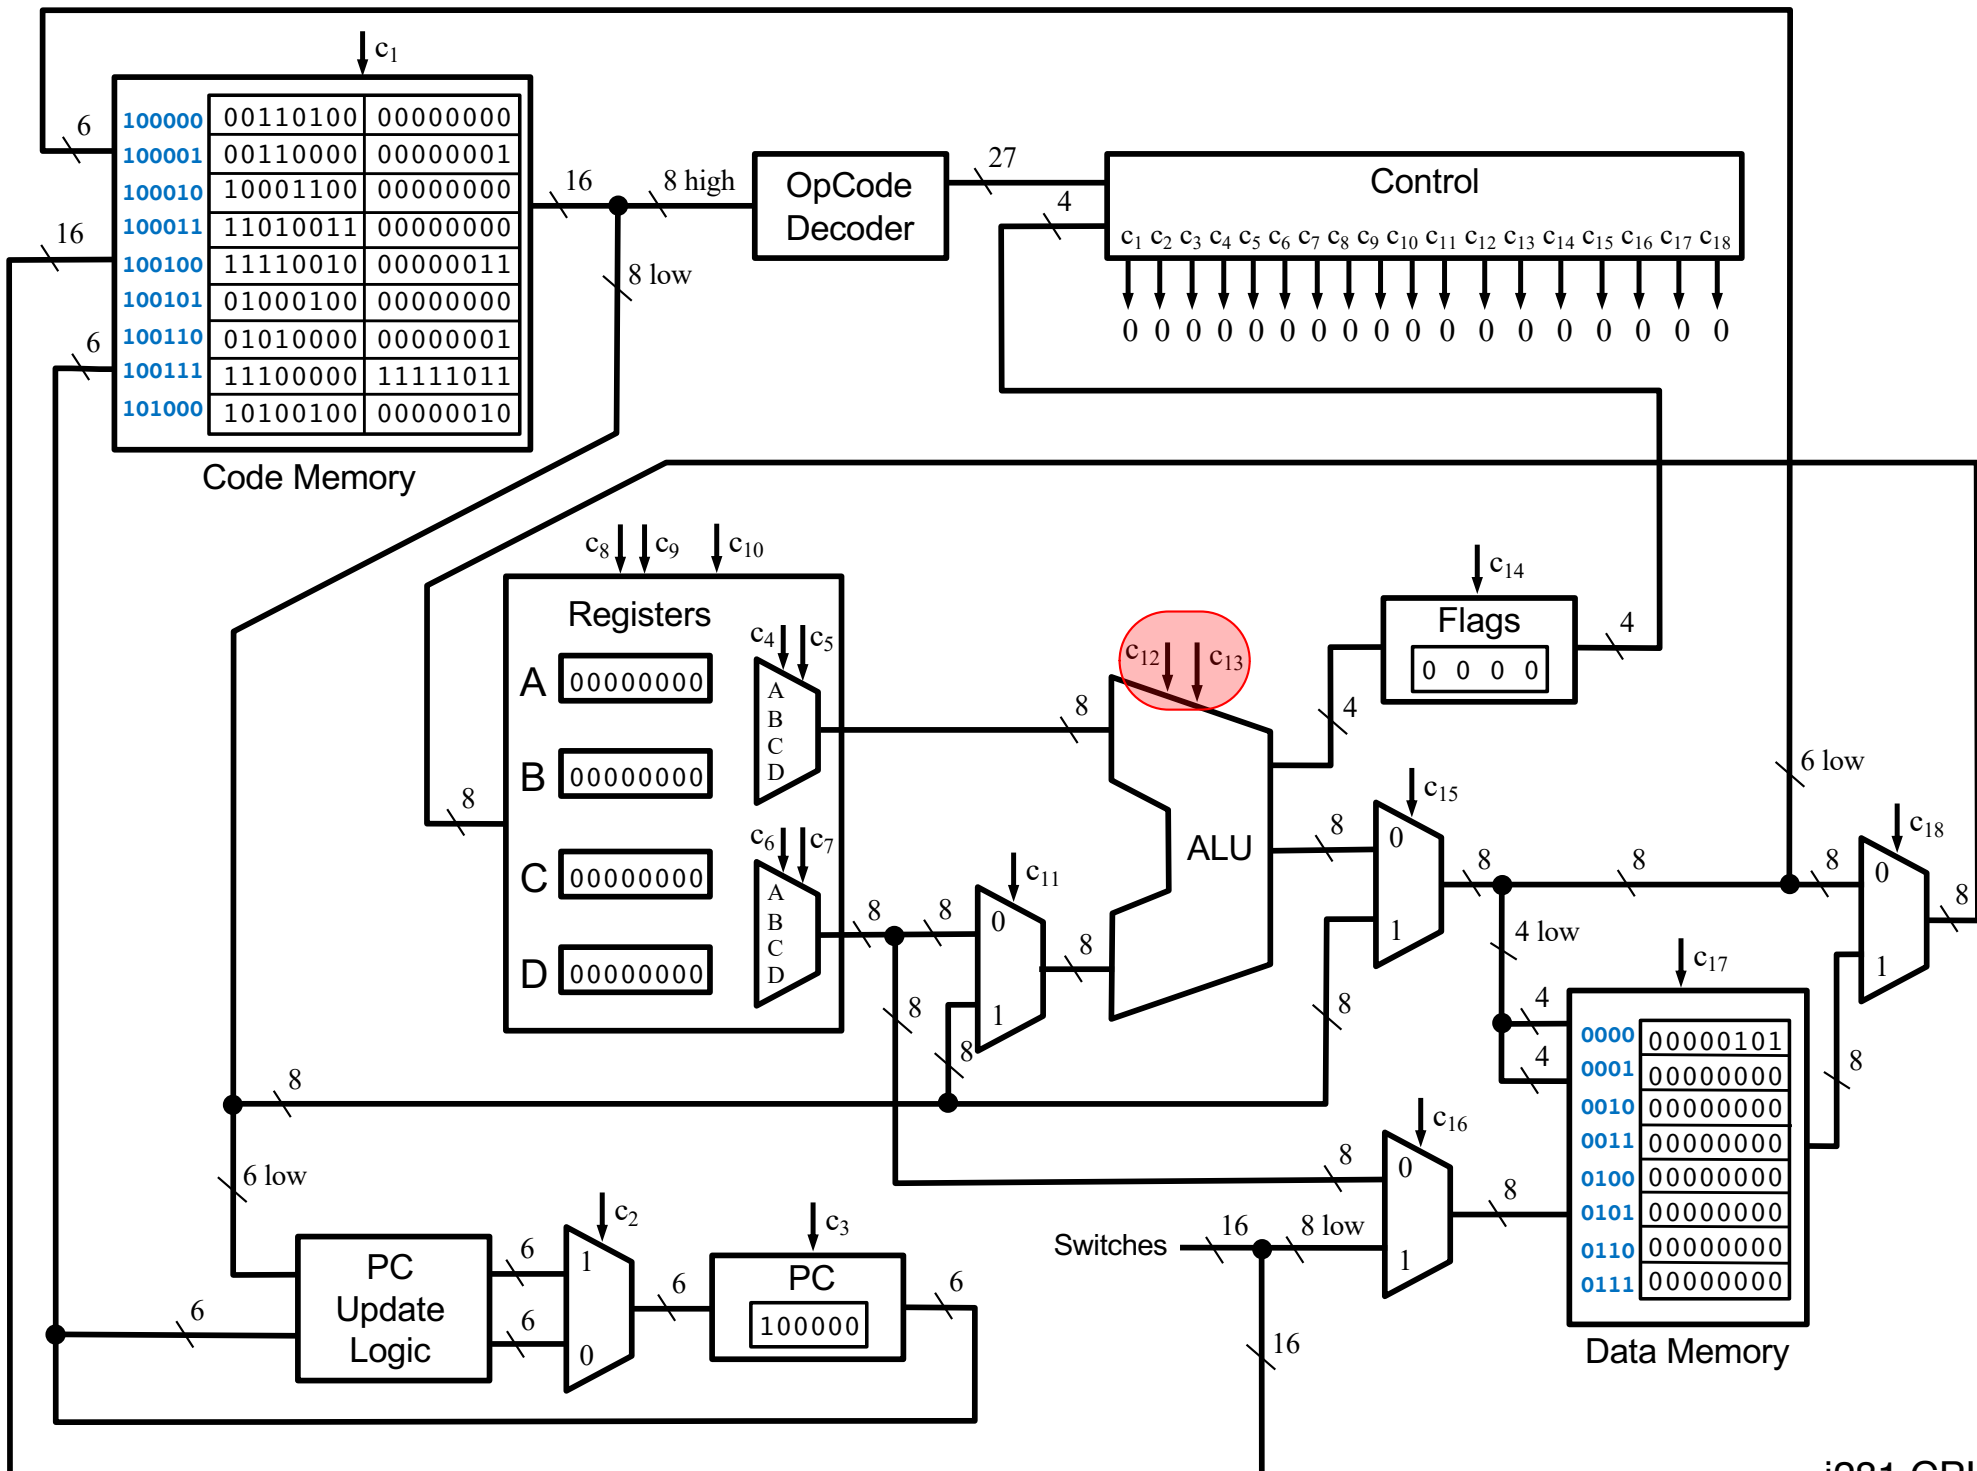 c1
100000 00110100 00000000
100001 00110000 00000001
100010 10001100 00000000
100011 11010011 00000000
100100 11110010 00000011
100101 01000100 00000000
100110 01010000 00000001
100111 11100000 11111011
101000 10100100 00000010
Code Memory
6
16
6
16
8 high
8 low
OpCode
Decoder
27
4
Control
c1 c2 c3 c4 c5 c6 c7 c8 c9 c10 c11 c12 c13 c14 c15 c16 c17 c18
0 0 0 0 0 0 0 0 0 0 0 0 0 0 0 0 0 0
c8 c9 c10
Registers
A 00000000
B 00000000
C 00000000
D 00000000
c4 c5
A
B
C
D
c6 c7
A
B
C
D
8
8
8
8
8
c11
0
1
8
8
8
c12 c13
ALU
c14
Flags
0 0 0 0
4
4
8
c15
0
1
8
8
8
6 low
8
c18
0
1
8
4 low
4
4
c17
0000 00000101
0001 00000000
0010 00000000
0011 00000000
0100 00000000
0101 00000000
0110 00000000
0111 00000000
Data Memory
8
8
c16
0
1
8
8
Switches
16
8 low
16
6 low
6
PC
Update
Logic
6
6
c2
1
0
6
c3
PC
100000
6